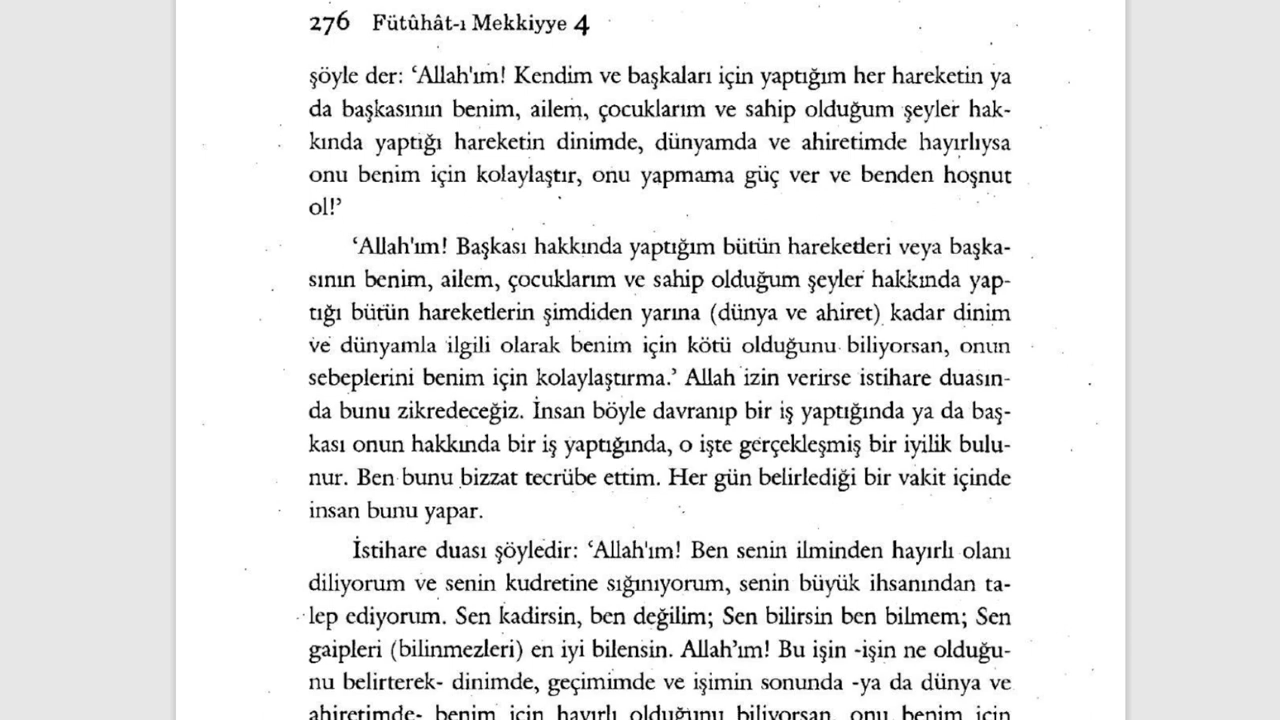 276 Fütûhât-ı Mekkiyye 4
şöyle der: ‘Allah'ım! Kendim ve başkaları için yaptığım her hareketin ya
da başkasının benim, ailem, çocuklarım ve sahip olduğum şeyler hak-
kında yaptığı hareketin dinimde, dünyamda ve ahiretimde hayırlıysa
onu benim için kolaylaştır, onu yapmama güç ver ve benden hoşnut
ol!’
‘Allah'ım! Başkası hakkında yaptığım bütün hareketleri veya başka-
sının benim, ailem, çocuklarım ve sahip olduğum şeyler hakkında yap-
tığı bütün hareketlerin şimdiden yarına (dünya ve ahiret) kadar dinim
ve dünyamla ilgili olarak benim için kötü olduğunu biliyorsan, onun
sebeplerini benim için kolaylaştırma.’ Allah izin verirse istihare duasın-
da bunu zikredeceğiz. İnsan böyle davranıp bir iş yaptığında ya da baş-
kası onun hakkında bir iş yaptığında, o işte gerçekleşmiş bir iyilik bulu-
nur. Ben bunu bizzat tecrübe ettim. Her gün belirlediği bir vakit içinde
insan bunu yapar.
İstihare duası şöyledir: ‘Allah'ım! Ben senin ilminden hayırlı olanı
diliyorum ve senin kudretine sığınıyorum, senin büyük ihsanından ta-
lep ediyorum. Sen kadirsin, ben değilim; Sen bilirsin ben bilmem; Sen
gaipleri (bilinmezleri) en iyi bilensin. Allah’ım! Bu işin -işin ne olduğu-
nu belirterek- dinimde, geçimimde ve işimin sonunda -ya da dünya ve
ahiretimde- benim için hayırlı olduğunu biliyorsan, onu benim için